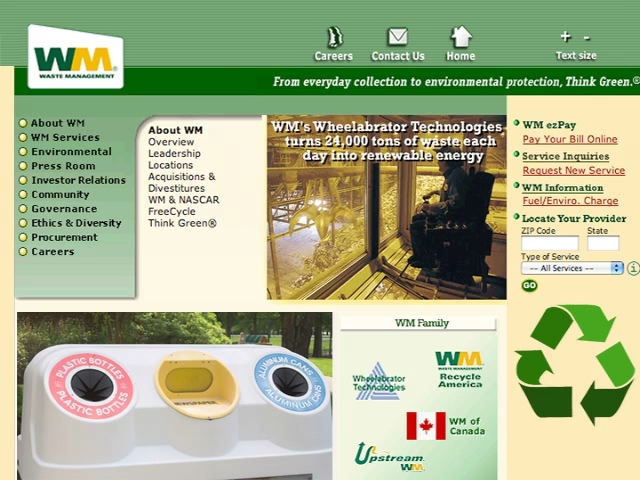 WM®
WASTE MANAGEMENT
Careers
Contact Us
Home
+ -
Text size
From everyday collection to environmental protection, Think Green.®
About WM
WM Services
Environmental
Press Room
Investor Relations
Community
Governance
Ethics & Diversity
Procurement
Careers
About WM
Overview
Leadership
Locations
Acquisitions &
Divestitures
WM & NASCAR
FreeCycle
Think Green®
WM's Wheelabrator Technologies
turns 24,000 tons of waste each
day into renewable energy
WM ezPay
Pay Your Bill Online
Service Inquiries
Request New Service
WM Information
Fuel/Enviro. Charge
Locate Your Provider
ZIP Code
State
Type of Service
-- All Services --
i
GO
PLASTIC BOTTLES
PLASTIC BOTTLES
NEWSPAPER
ALUMINUM CANS
ALUMINUM CANS
WM Family
Wheelabrator
Technologies
WM
WASTE MANAGEMENT
Recycle
America
WM of
Canada
Upstream
WM